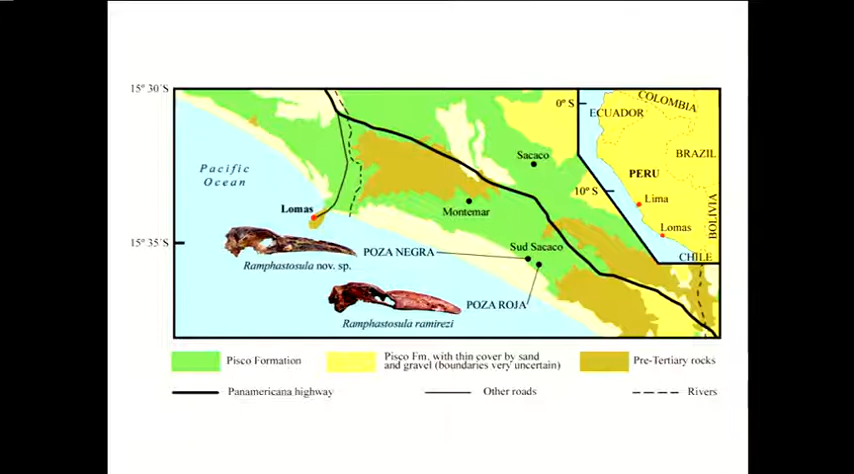 15° 30´S
0° S
COLOMBIA
ECUADOR
BRAZIL
Pacific
Ocean
Sacaco
PERU
10° S
Lima
BOLIVIA
Lomas
Montemar
Lomas
15° 35´S
Sud Sacaco
POZA NEGRA
CHILE
Ramphastosula nov. sp.
POZA ROJA
Ramphastosula ramirezi
Pisco Formation
Pisco Fm. with thin cover by sand
and gravel (boundaries very uncertain)
Pre-Tertiary rocks
Panamericana highway
Other roads
Rivers